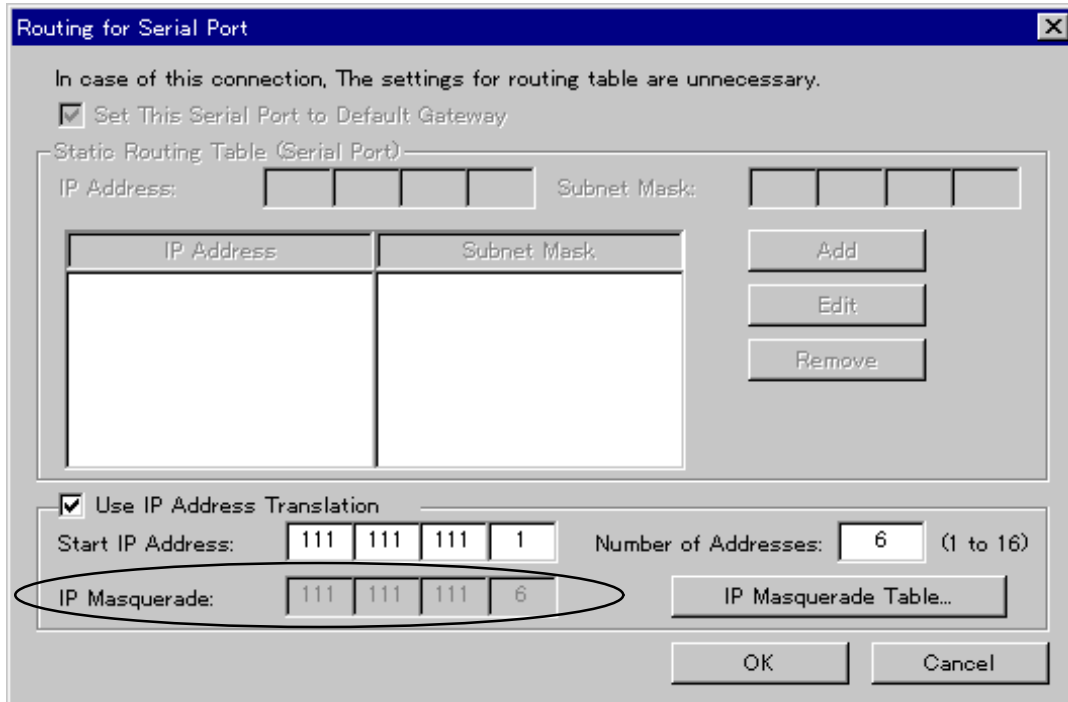 Routing for Serial Port
In case of this connection, The settings for routing table are unnecessary.
Set This Serial Port to Default Gateway
Static Routing Table (Serial Port)
IP Address: Subnet Mask:
IP Address Subnet Mask Add
Edit
Remove
Use IP Address Translation
Start IP Address: 111 111 111 1 Number of Addresses: 6 (1 to 16)
IP Masquerade: 111 111 111 6 IP Masquerade Table...
OK Cancel